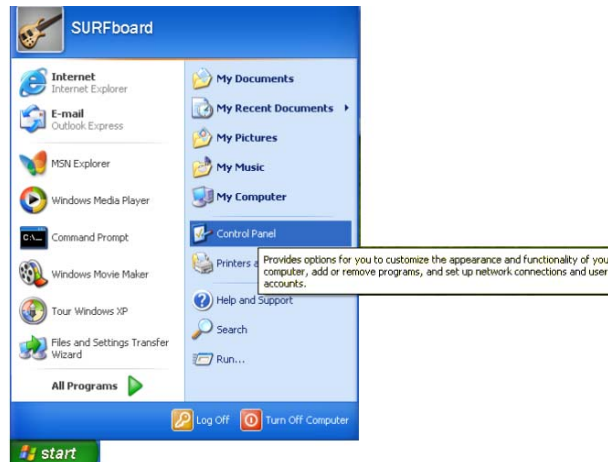 SURFboard
Internet
Internet Explorer
E-mail
Outlook Express
MSN Explorer
Windows Media Player
C:\_
Command Prompt
Windows Movie Maker
Tour Windows XP
Files and Settings Transfer
Wizard
All Programs
My Documents
My Recent Documents
My Pictures
My Music
My Computer
Control Panel
Printers a
Provides options for you to customize the appearance and functionality of you
computer, add or remove programs, and set up network connections and user
accounts.
Help and Support
Search
Run...
Log Off
Turn Off Computer
start